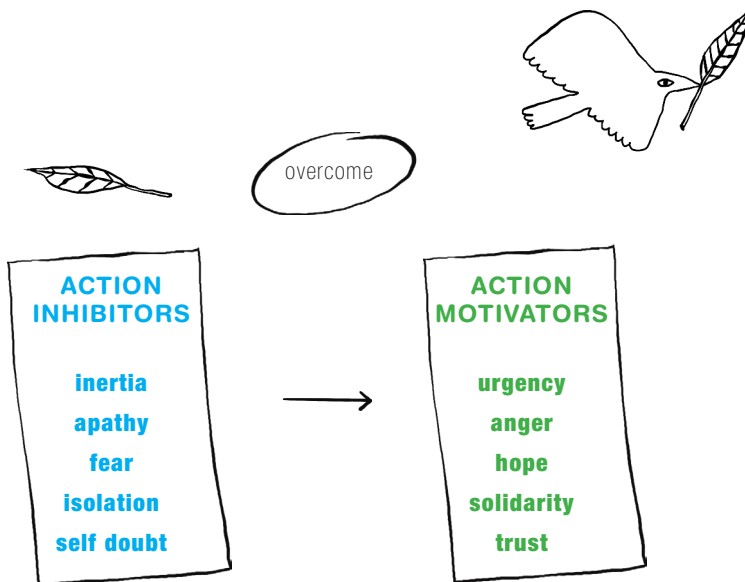 overcome
ACTION
INHIBITORS
inertia
apathy
fear
isolation
self doubt
ACTION
MOTIVATORS
urgency
anger
hope
solidarity
trust